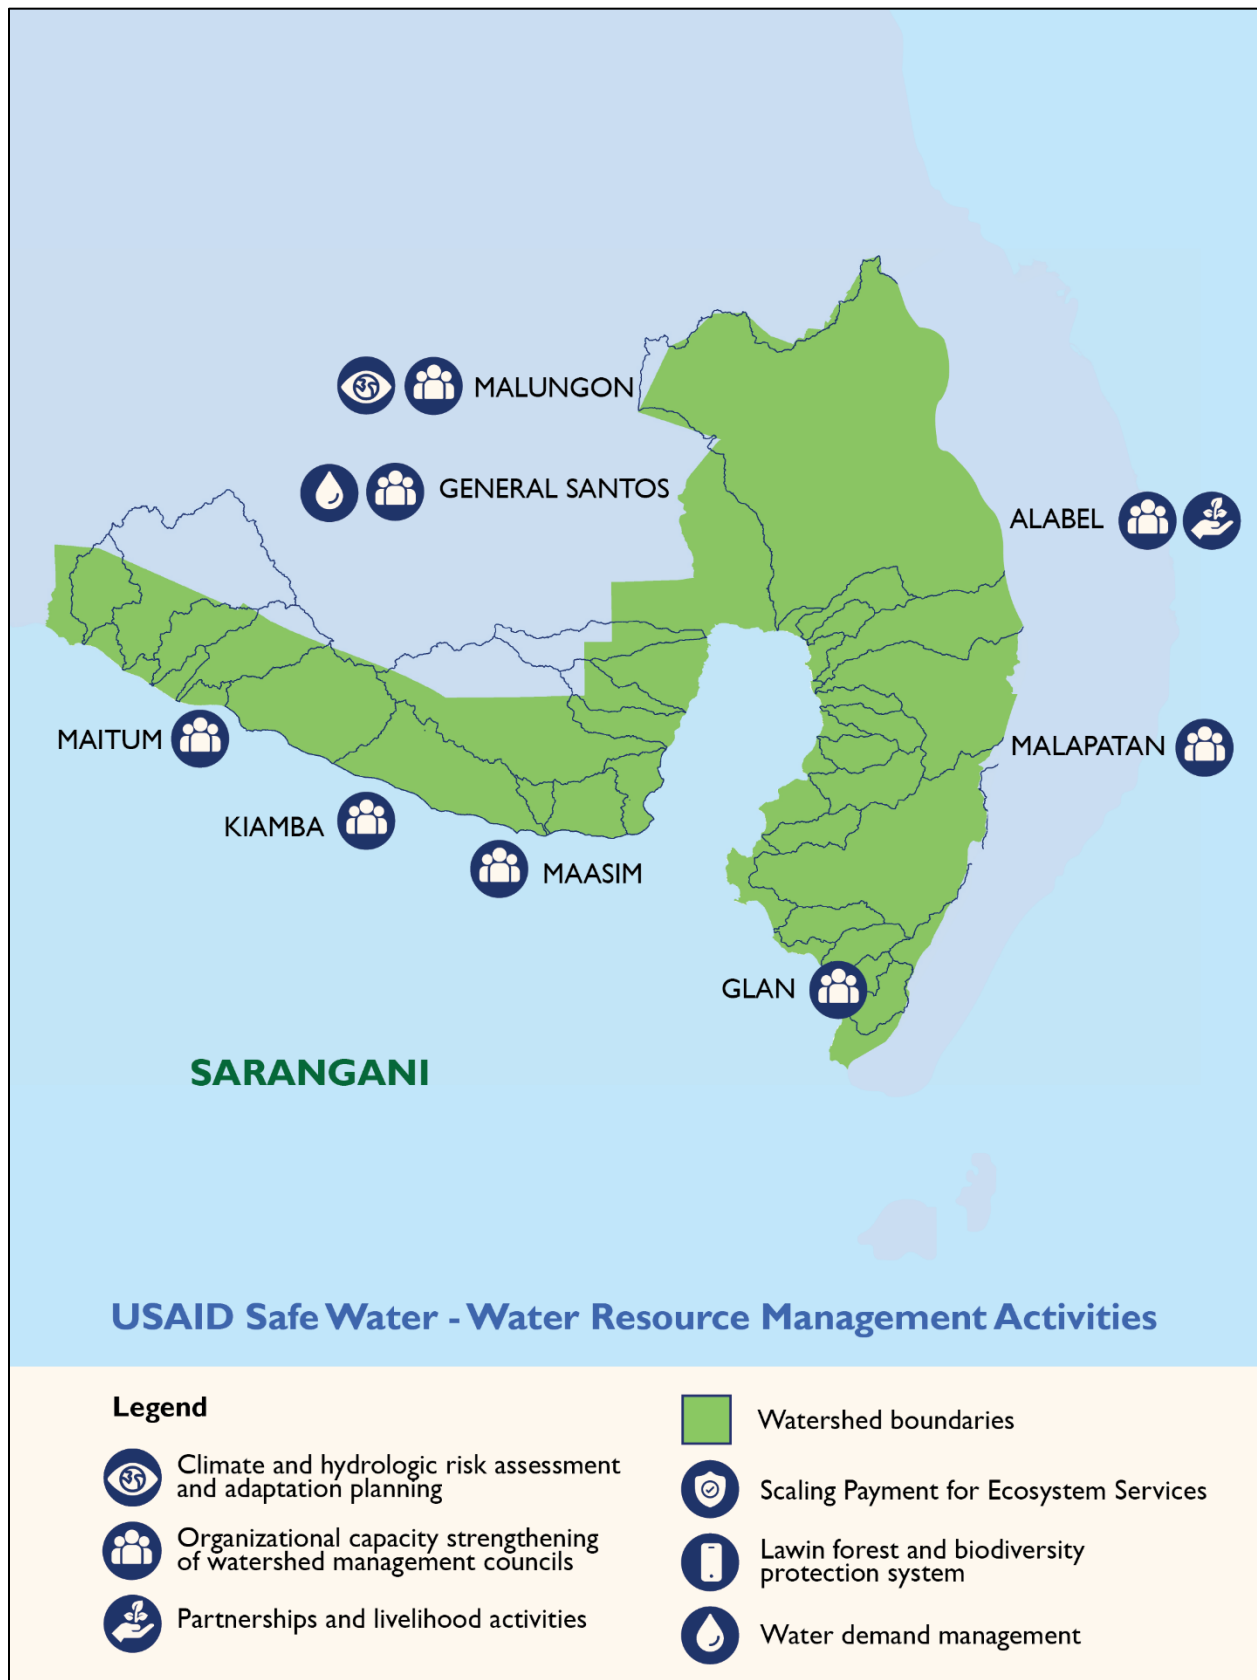 MALUNGON
GENERAL SANTOS
ALABEL
MAITUM
MALAPATAN
KIAMBA
MAASIM
GLAN
SARANGANI
USAID Safe Water - Water Resource Management Activities
Legend
Climate and hydrologic risk assessment
and adaptation planning
Organizational capacity strengthening
of watershed management councils
Partnerships and livelihood activities
Watershed boundaries
Scaling Payment for Ecosystem Services
Lawin forest and biodiversity
protection system
Water demand management